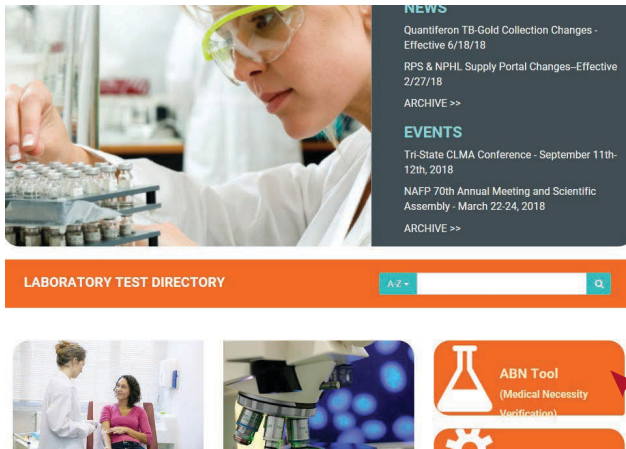 NEWS
Quantiferon TB-Gold Collection Changes -
Effective 6/18/18
RPS & NPHL Supply Portal Changes--Effective
2/27/18
ARCHIVE >>
EVENTS
Tri-State CLMA Conference - September 11th-
12th, 2018
NAFP 70th Annual Meeting and Scientific
Assembly - March 22-24, 2018
ARCHIVE >>
LABORATORY TEST DIRECTORY
A-Z
ABN Tool
(Medical Necessity
Verification)